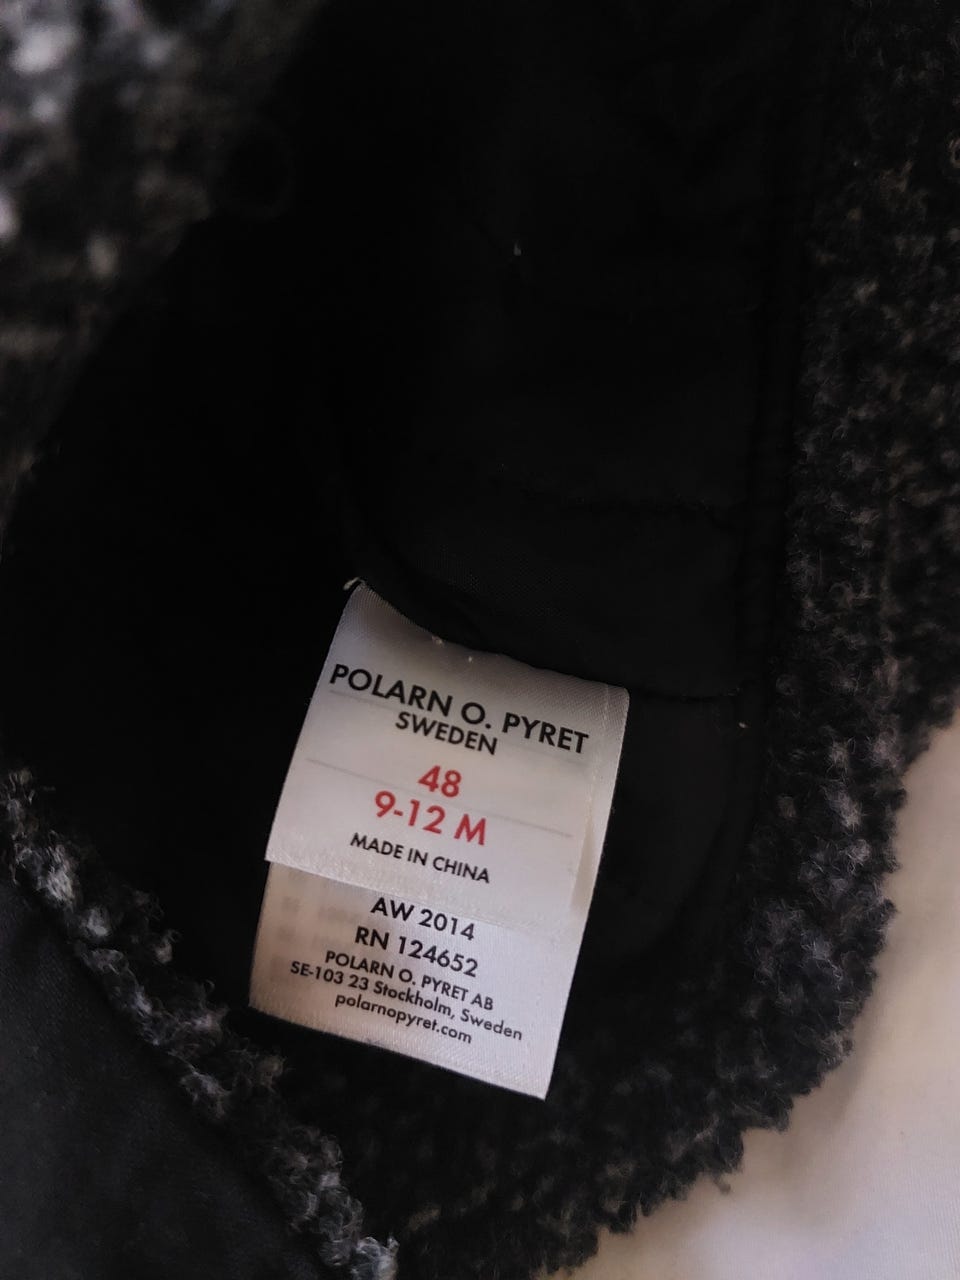 POLARN O. PYRET
SWEDEN
48
9-12 M
MADE IN CHINA
AW 2014
RN 124652
POLARN O. PYRET AB
SE-103 23 Stockholm, Sweden
polarnopyret.com